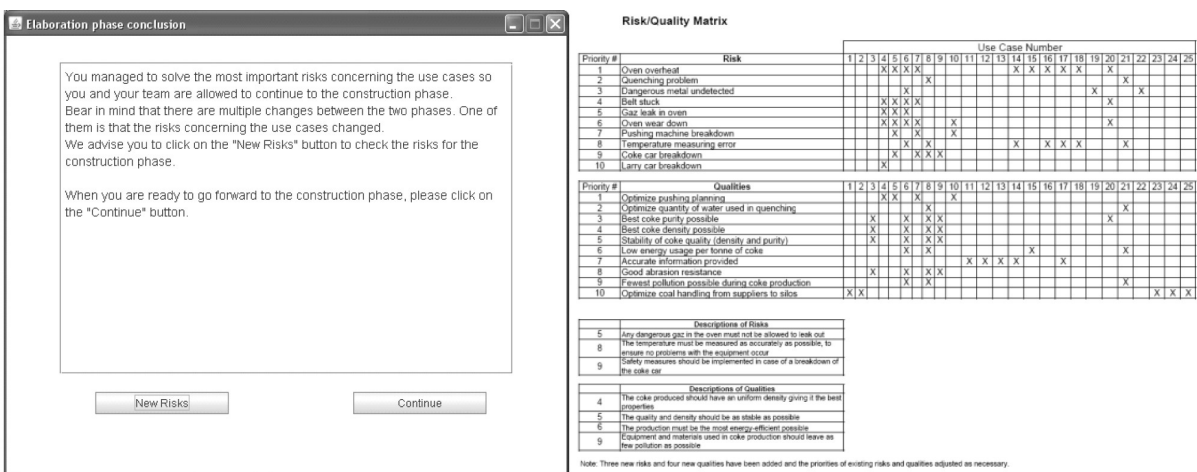 Elaboration phase conclusion
You managed to solve the most important risks concerning the use cases so
you and your team are allowed to continue to the construction phase.
Bear in mind that there are multiple changes between the two phases. One of
them is that the risks concerning the use cases changed.
We advise you to click on the "New Risks" button to check the risks for the
construction phase.
When you are ready to go forward to the construction phase, please click on
the "Continue" button.
New Risks
Continue
Risk/Quality Matrix
Use Case Number
Priority # Risk 1 2 3 4 5 6 7 8 9 10 11 12 13 14 15 16 17 18 19 20 21 22 23 24 25
1 Oven overheat X X X X X X X X X X
2 Quenching problem X X
3 Dangerous metal undetected X X X
4 Belt stuck X X X X X
5 Gaz leak in oven X X X
6 Oven wear down X X X X X X
7 Pushing machine breakdown X X X
8 Temperature measuring error X X X X X X X
9 Coke car breakdown X X X X
10 Larry car breakdown X
Priority # Qualities 1 2 3 4 5 6 7 8 9 10 11 12 13 14 15 16 17 18 19 20 21 22 23 24 25
1 Optimize pushing planning X X X X
2 Optimize quantity of water used in quenching X X
3 Best coke purity possible X X X X X
4 Best coke density possible X X X X
5 Stability of coke quality (density and purity) X X X X
6 Low energy usage per tonne of coke X X X X
7 Accurate information provided X X X X X
8 Good abrasion resistance X X X X
9 Fewest pollution possible during coke production X X X
10 Optimize coal handling from suppliers to silos X X X X X
Descriptions of Risks
5 Any dangerous gaz in the oven must not be allowed to leak out
8 The temperature must be measured as accurately as possible, to
ensure no problems with the equipment occur
9 Safety measures should be implemented in case of a breakdown of
the coke car
Descriptions of Qualities
4 The coke produced should have an uniform density giving it the best
properties
5 The quality and density should be as stable as possible
6 The production must be the most energy-efficient possible
9 Equipment and materials used in coke production should leave as
few pollution as possible
Note: Three new risks and four new qualities have been added and the priorities of existing risks and qualities adjusted as necessary.